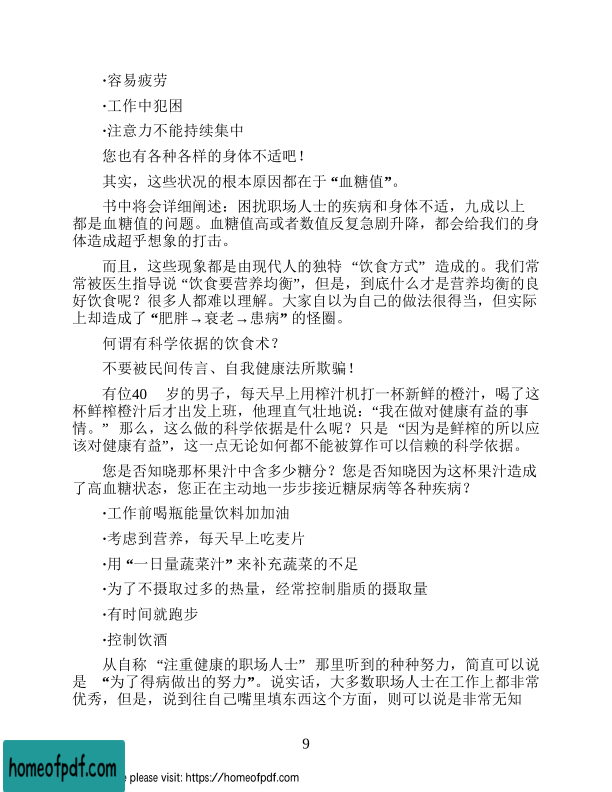 ·容易疲劳
·工作中犯困
·注意力不能持续集中
您也有各种各样的身体不适吧！
其实，这些状况的根本原因都在于“血糖值”。
书中将会详细阐述：困扰职场人士的疾病和身体不适，九成以上
都是血糖值的问题。血糖值高或者数值反复急剧升降，都会给我们的身
体造成超乎想象的打击。
而且，这些现象都是由现代人的独特 “饮食方式” 造成的。我们常
常被医生指导说 “饮食要营养均衡”，但是，到底什么才是营养均衡的良
好饮食呢？很多人都难以理解。大家自以为自己的做法很得当，但实际
上却造成了 “肥胖→衰老→患病” 的怪圈。
何谓有科学依据的饮食术？
不要被民间传言、自我健康法所欺骗！
有位40 岁的男子，每天早上用榨汁机打一杯新鲜的橙汁，喝了这
杯鲜榨橙汁后才出发上班，他理直气壮地说：“我在做对健康有益的事
情。” 那么，这么做的科学依据是什么呢？只是 “因为是鲜榨的所以应
该对健康有益”，这一点无论如何都不能被算作可以信赖的科学依据。
您是否知晓那杯果汁中含多少糖分？您是否知晓因为这杯果汁造成
了高血糖状态，您正在主动地一步步接近糖尿病等各种疾病？
·工作前喝瓶能量饮料加加油
·考虑到营养，每天早上吃麦片
·用 “一日量蔬菜汁” 来补充蔬菜的不足
·为了不摄取过多的热量，经常控制脂质的摄取量
·有时间就跑步
·控制饮酒
从自称 “注重健康的职场人士” 那里听到的种种努力，简直可以说
是 “为了得病做出的努力”。说实话，大多数职场人士在工作上都非常
优秀，但是，说到往自己嘴里填东西这个方面，则可以说是非常无知
9
homeofpdf.com
please visit: https://homeofpdf.com